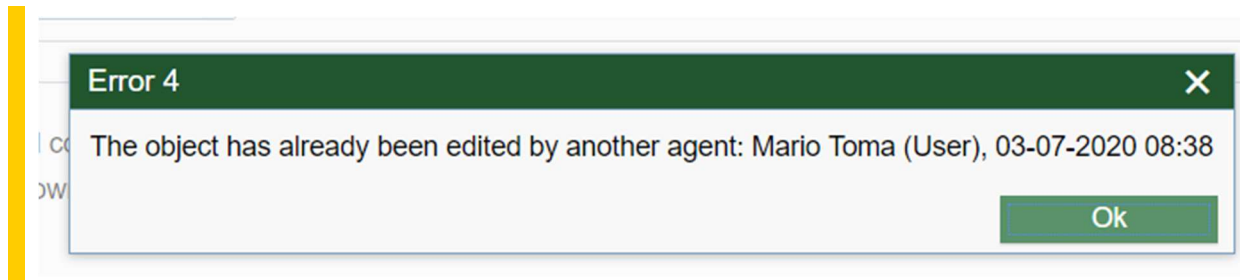 Error 4
The object has already been edited by another agent: Mario Toma (User), 03-07-2020 08:38
Ok